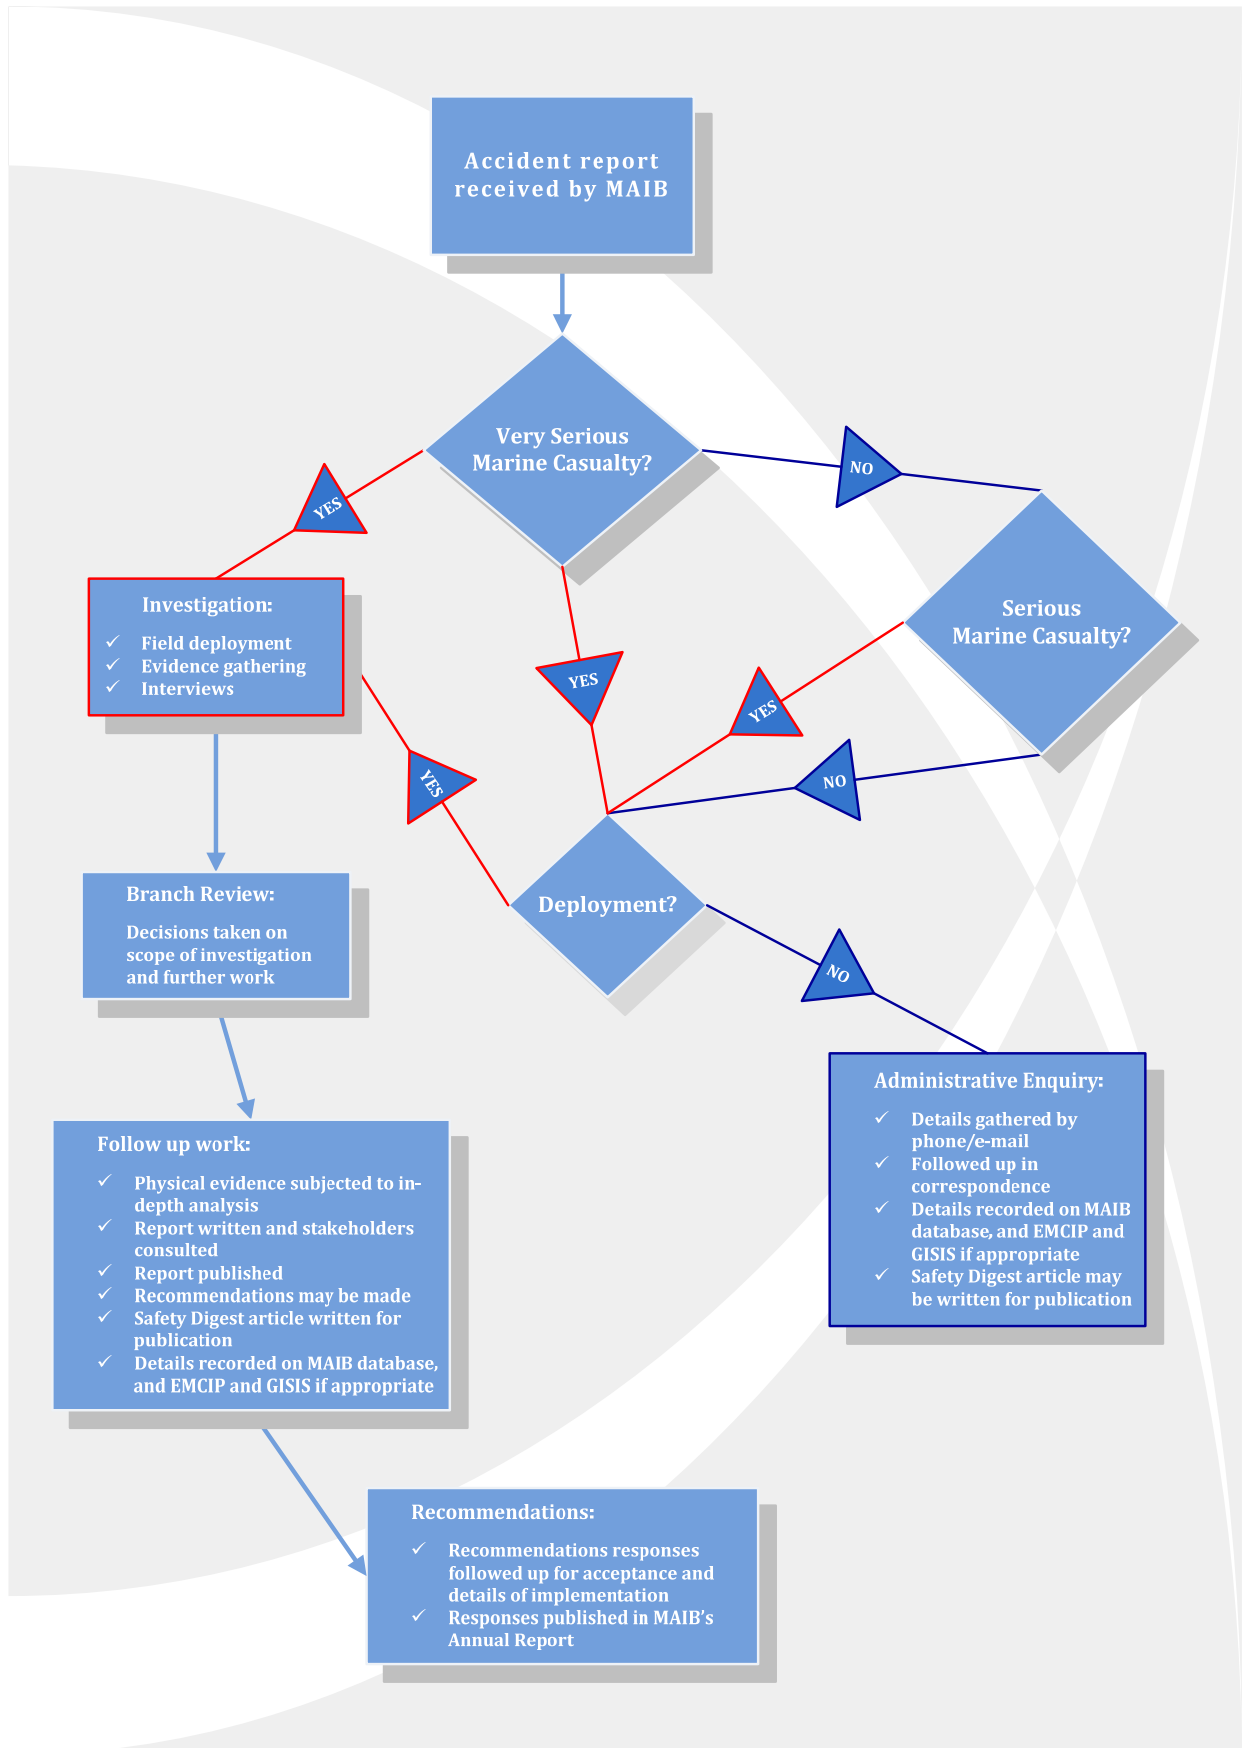 Accident report
received by MAIB
Very Serious
Marine Casualty?
NO
YES
Serious
Marine Casualty?
Investigation:
✓ Field deployment
✓ Evidence gathering
✓ Interviews
YES
YES
YES
NO
Branch Review:
Decisions taken on
scope of investigation
and further work
Deployment?
NO
Administrative Enquiry:
✓ Details gathered by
phone/e-mail
✓ Followed up in
correspondence
✓ Details recorded on MAIB
database, and EMCIP and
GISIS if appropriate
✓ Safety Digest article may
be written for publication
Follow up work:
✓ Physical evidence subjected to in-
depth analysis
✓ Report written and stakeholders
consulted
✓ Report published
✓ Recommendations may be made
✓ Safety Digest article written for
publication
✓ Details recorded on MAIB database,
and EMCIP and GISIS if appropriate
Recommendations:
✓ Recommendations responses
followed up for acceptance and
details of implementation
✓ Responses published in MAIB’s
Annual Report